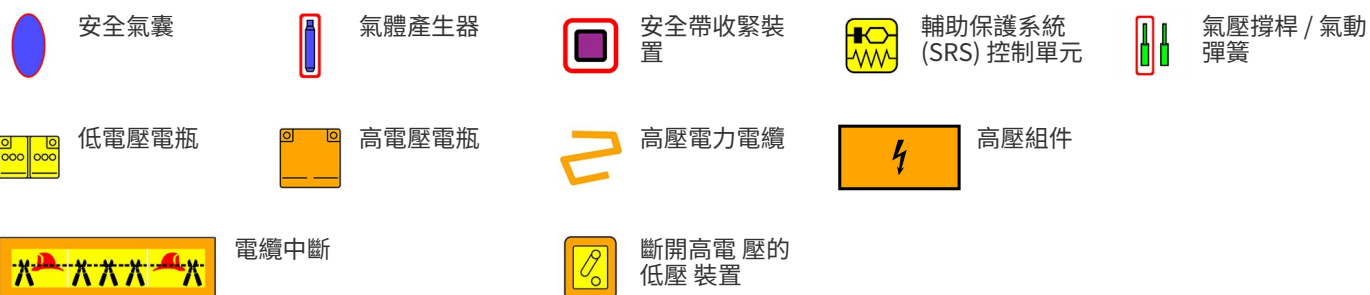 安全氣囊
氣體產生器
安全帶收緊裝
置
輔助保護系統
(SRS) 控制單元
氣壓撐桿 / 氣動
彈簧
低電壓電瓶
高電壓電瓶
高壓電力電纜
高壓組件
電纜中斷
斷開高電 壓的
低壓 裝置